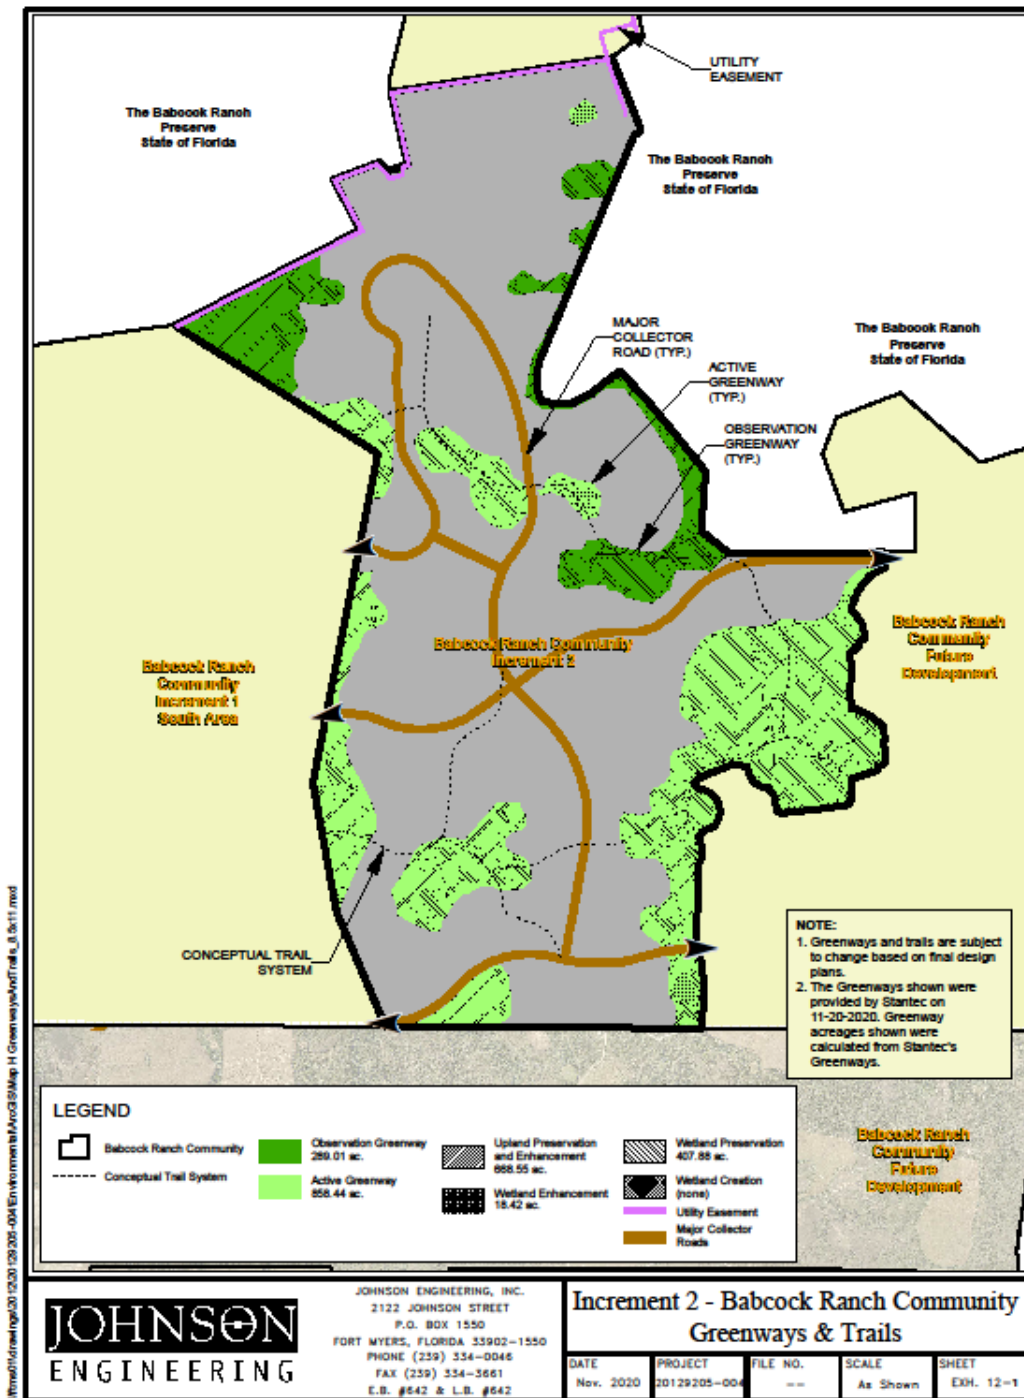 UTILITY
EASEMENT
The Babcock Ranch
Preserve
State of Florida
The Babcock Ranch
Preserve
State of Florida
The Babcock Ranch
Preserve
State of Florida
MAJOR
COLLECTOR
ROAD (TYP.)
ACTIVE
GREENWAY
(TYP.)
OBSERVATION
GREENWAY
(TYP.)
Babcock Ranch Community
Increment 2
Babcock Ranch
Community
Increment 1
South Area
Babcock Ranch
Community
Future
Development
CONCEPTUAL TRAIL
SYSTEM
NOTE:
1. Greenways and trails are subject
to change based on final design
plans.
2. The Greenways shown were
provided by Stantec on
11-20-2020. Greenway
acreages shown were
calculated from Stantec's
Greenways.
Babcock Ranch
Community
Future
Development
LEGEND
Babcock Ranch Community
Conceptual Trail System
Observation Greenway
289.01 ac.
Active Greenway
858.44 ac.
Upland Preservation
and Enhancement
668.55 ac.
Wetland Enhancement
18.42 ac.
Wetland Preservation
407.88 ac.
Wetland Creation
(none)
Utility Easement
Major Collector
Roads
JOHNSON
ENGINEERING
JOHNSON ENGINEERING, INC.
2122 JOHNSON STREET
P.O. BOX 1550
FORT MYERS, FLORIDA 33902-1550
PHONE (239) 334-0046
FAX (239) 334-3661
E.B. #642 & L.B. #642
Increment 2 - Babcock Ranch Community
Greenways & Trails
DATE
Nov. 2020
PROJECT
20129205-004
FILE NO.
--
SCALE
As Shown
SHEET
EXH. 12-1